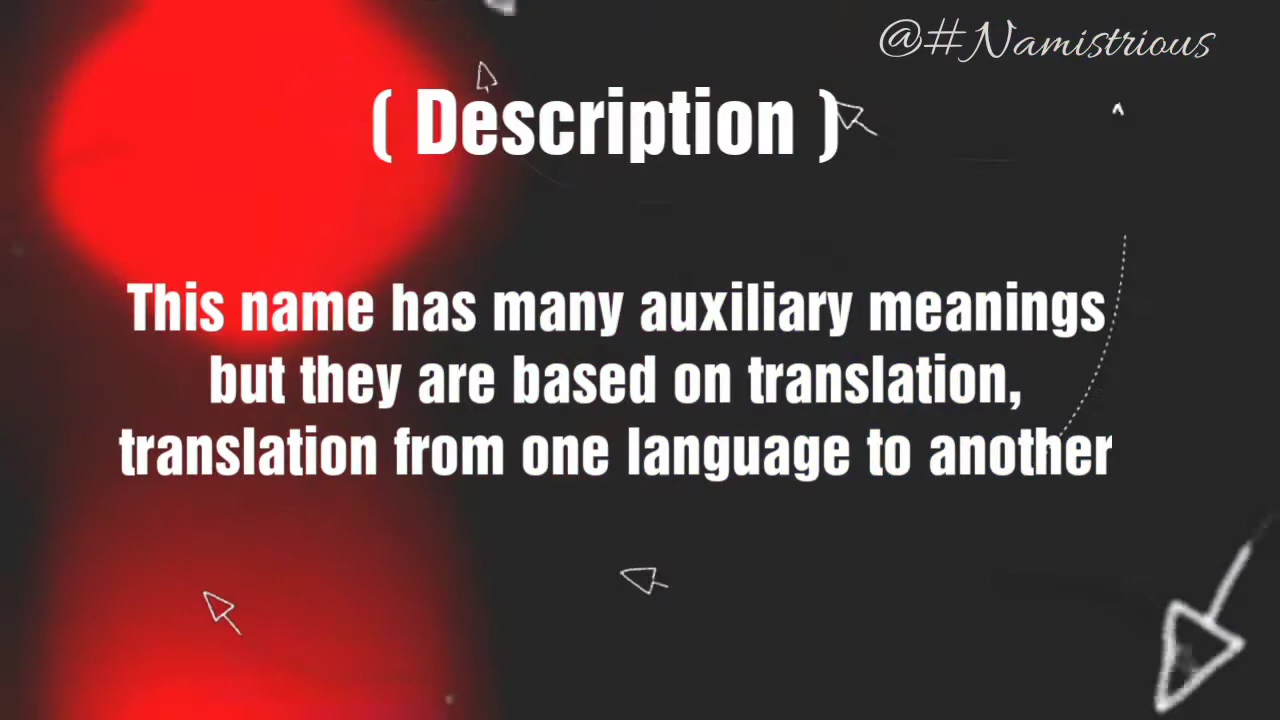 @#Namistrious
( Description )
This name has many auxiliary meanings
but they are based on translation,
translation from one language to another